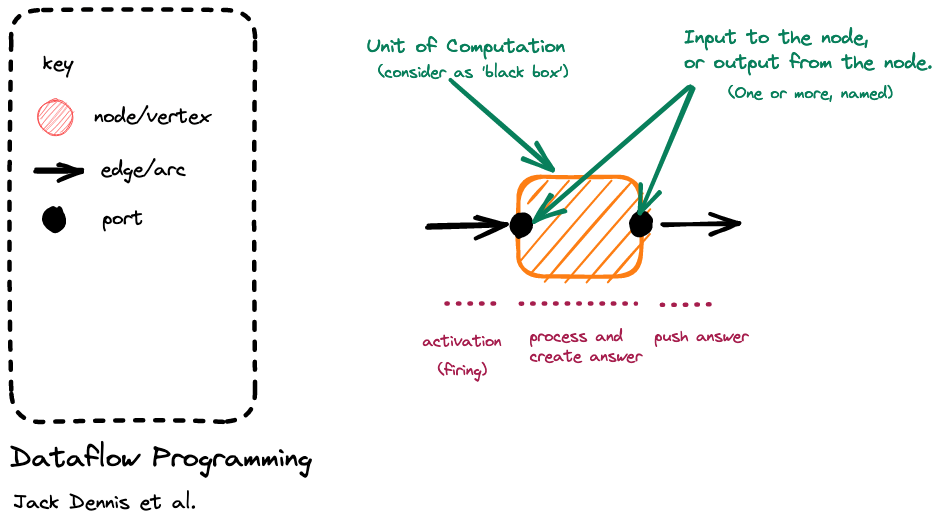 key
node/vertex
edge/arc
port
Unit of Computation
(consider as 'black box')
Input to the node,
or output from the node.
(One or more, named)
activation
(firing)
process and
create answer
push answer
Dataflow Programming
Jack Dennis et al.